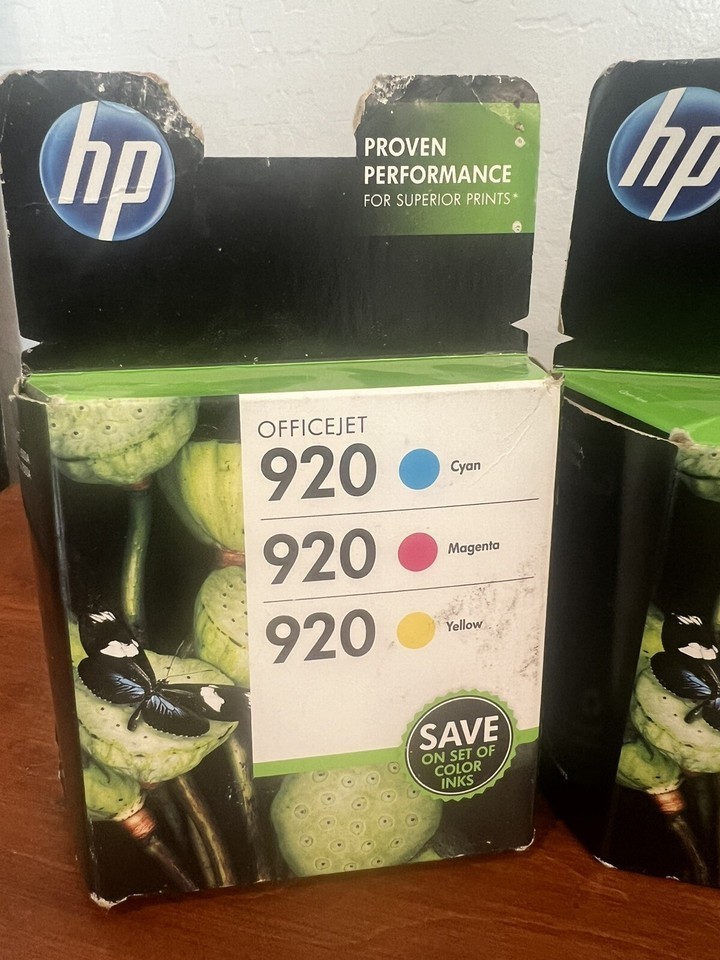 hp
PROVEN
PERFORMANCE
FOR SUPERIOR PRINTS*
OFFICEJET
920 Cyan
920 Magenta
920 Yellow
SAVE
ON SET OF
COLOR
INKS
hp